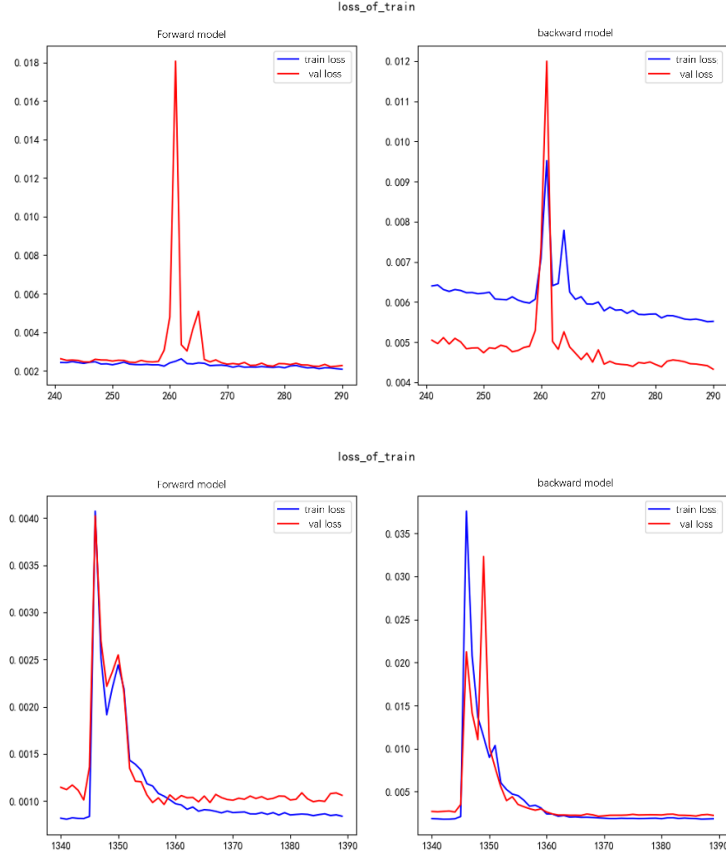 loss_of_train
Forward model
backward model
0.018
0.016
0.014
0.012
0.010
0.008
0.006
0.004
0.002
train loss
val loss
240 250 260 270 280 290
0.012
0.011
0.010
0.009
0.008
0.007
0.006
0.005
0.004
train loss
val loss
240 250 260 270 280 290
loss_of_train
Forward model
backward model
0.0040
0.0035
0.0030
0.0025
0.0020
0.0015
0.0010
train loss
val loss
1340 1350 1360 1370 1380 1390
0.035
0.030
0.025
0.020
0.015
0.010
0.005
train loss
val loss
1340 1350 1360 1370 1380 1390